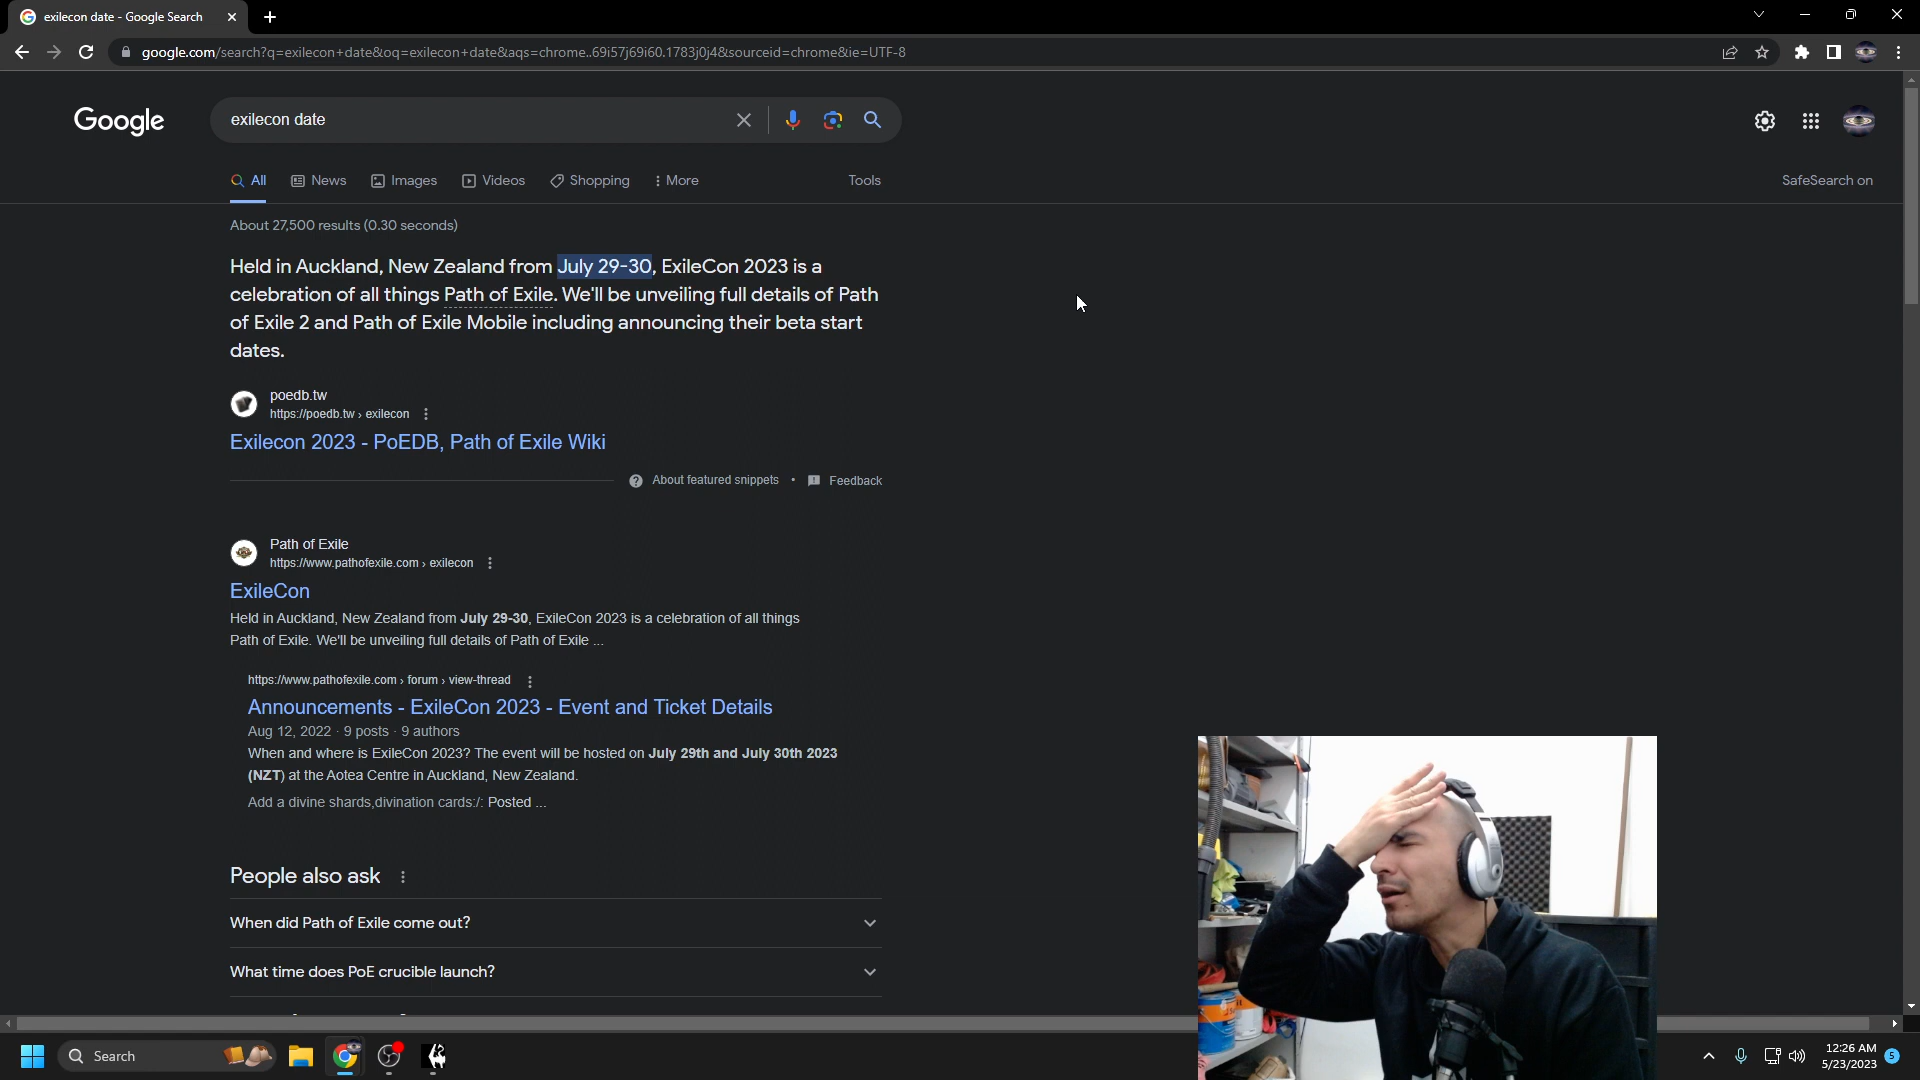 exilecon date - Google Search
google.com/search?q=exilecon+date&oq=exilecon+date&aqs=chrome..69i57j69i60.1783j0j4&sourceid=chrome&ie=UTF-8
Google
exilecon date
All
News
Images
Videos
Shopping
More
Tools
SafeSearch on
About 27,500 results (0.30 seconds)
Held in Auckland, New Zealand from July 29-30, ExileCon 2023 is a
celebration of all things Path of Exile. We'll be unveiling full details of Path
of Exile 2 and Path of Exile Mobile including announcing their beta start
dates.
poedb.tw
https://poedb.tw › exilecon
Exilecon 2023 - PoEDB, Path of Exile Wiki
About featured snippets • Feedback
Path of Exile
https://www.pathofexile.com › exilecon
ExileCon
Held in Auckland, New Zealand from July 29-30, ExileCon 2023 is a celebration of all things
Path of Exile. We'll be unveiling full details of Path of Exile ...
https://www.pathofexile.com › forum › view-thread
Announcements - ExileCon 2023 - Event and Ticket Details
Aug 12, 2022 · 9 posts · 9 authors
When and where is ExileCon 2023? The event will be hosted on July 29th and July 30th 2023
(NZT) at the Aotea Centre in Auckland, New Zealand.
Add a divine shards,divination cards:/: Posted ...
People also ask
When did Path of Exile come out?
What time does PoE crucible launch?
Search
12:26 AM
5/23/2023
5